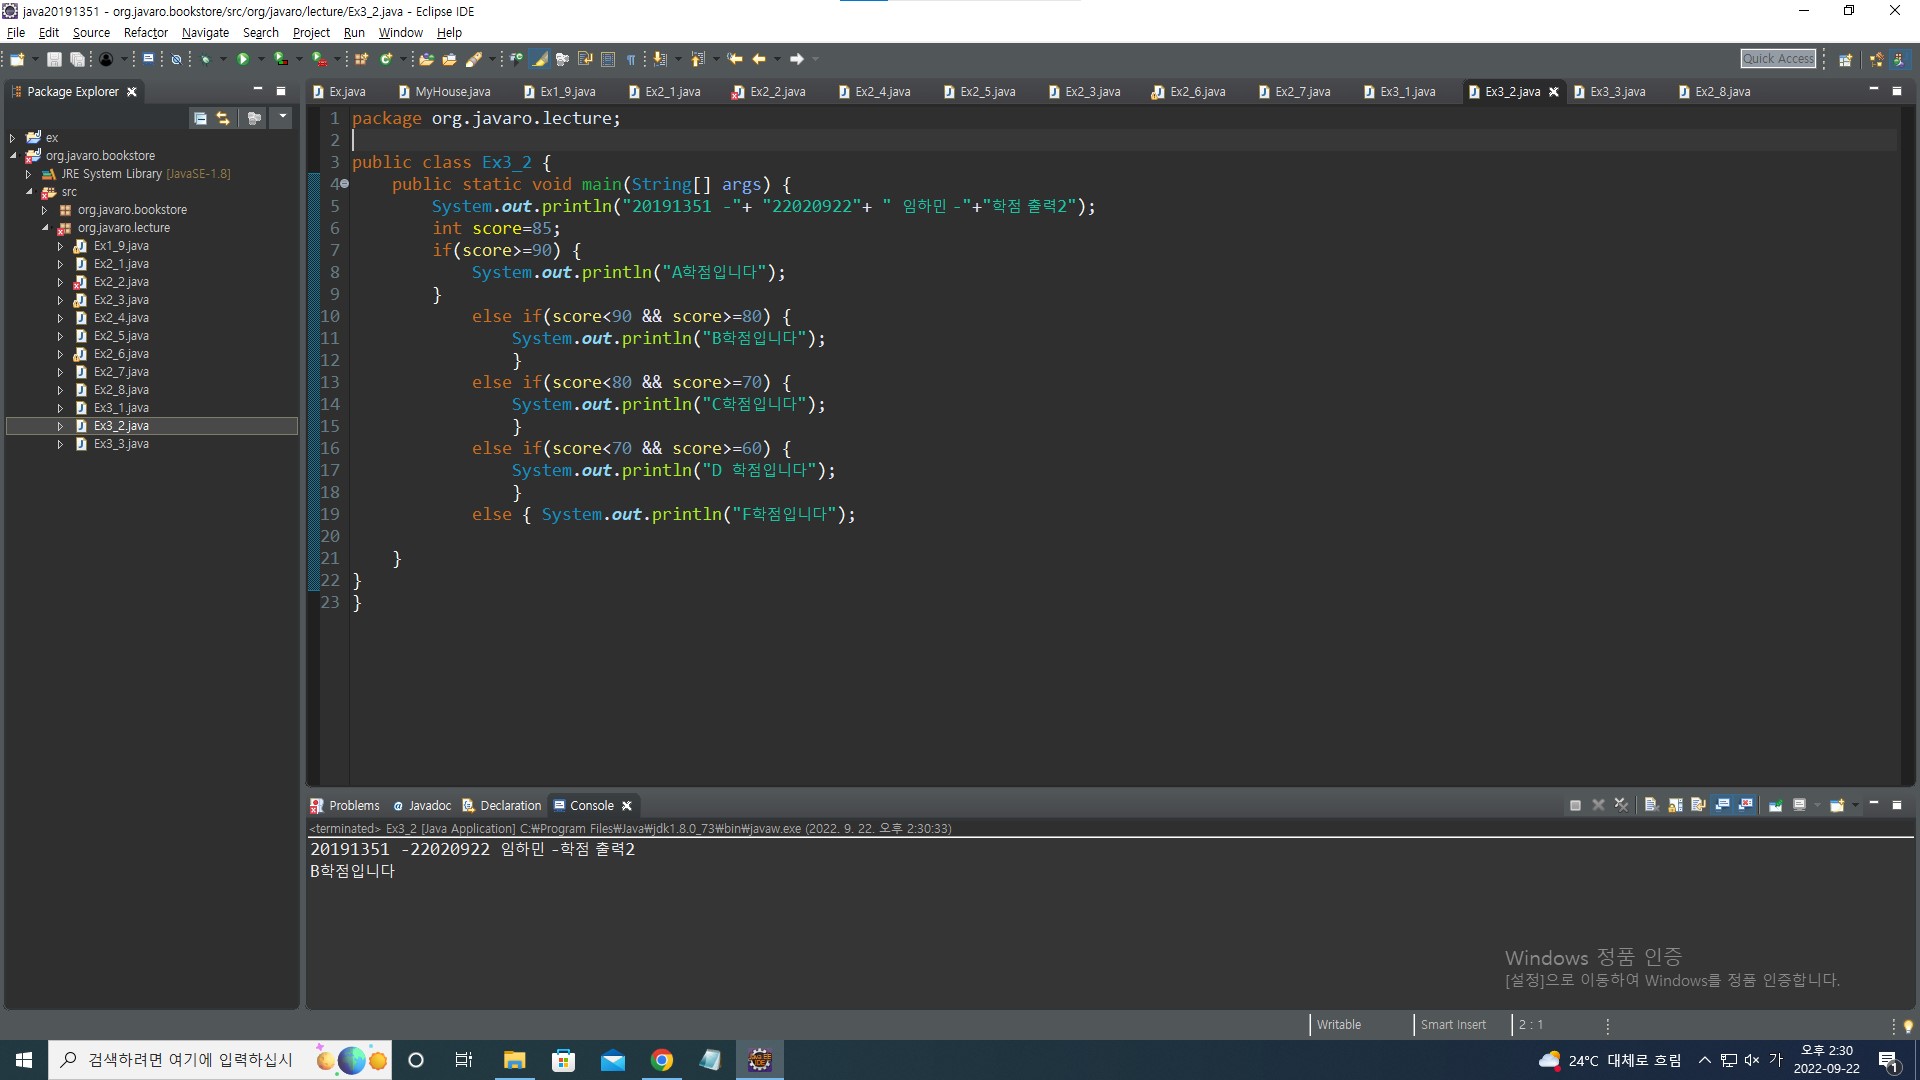 java20191351 - org.javaro.bookstore/src/org/javaro/lecture/Ex3_2.java - Eclipse IDE
File Edit Source Refactor Navigate Search Project Run Window Help
Quick Access
Package Explorer
Ex.java MyHouse.java Ex1_9.java Ex2_1.java Ex2_2.java Ex2_4.java Ex2_5.java Ex2_3.java Ex2_6.java Ex2_7.java Ex3_1.java Ex3_2.java Ex3_3.java Ex2_8.java
ex
org.javaro.bookstore
JRE System Library [JavaSE-1.8]
src
org.javaro.bookstore
org.javaro.lecture
Ex1_9.java
Ex2_1.java
Ex2_2.java
Ex2_3.java
Ex2_4.java
Ex2_5.java
Ex2_6.java
Ex2_7.java
Ex2_8.java
Ex3_1.java
Ex3_2.java
Ex3_3.java
1 package org.javaro.lecture;
2
3 public class Ex3_2 {
4 public static void main(String[] args) {
5 System.out.println("20191351 -"+ "22020922"+ " 임하민 -"+"학점 출력2");
6 int score=85;
7 if(score>=90) {
8 System.out.println("A학점입니다");
9 }
10 else if(score<90 && score>=80) {
11 System.out.println("B학점입니다");
12 }
13 else if(score<80 && score>=70) {
14 System.out.println("C학점입니다");
15 }
16 else if(score<70 && score>=60) {
17 System.out.println("D 학점입니다");
18 }
19 else { System.out.println("F학점입니다");
20
21 }
22 }
23 }
Problems Javadoc Declaration Console
<terminated> Ex3_2 [Java Application] C:₩Program Files₩Java₩jdk1.8.0_73₩bin₩javaw.exe (2022. 9. 22. 오후 2:30:33)
20191351 -22020922 임하민 -학점 출력2
B학점입니다
Windows 정품 인증
[설정]으로 이동하여 Windows를 정품 인증합니다.
Writable Smart Insert 2 : 1
검색하려면 여기에 입력하십시
24°C 대체로 흐림 가 오후 2:30
2022-09-22
1